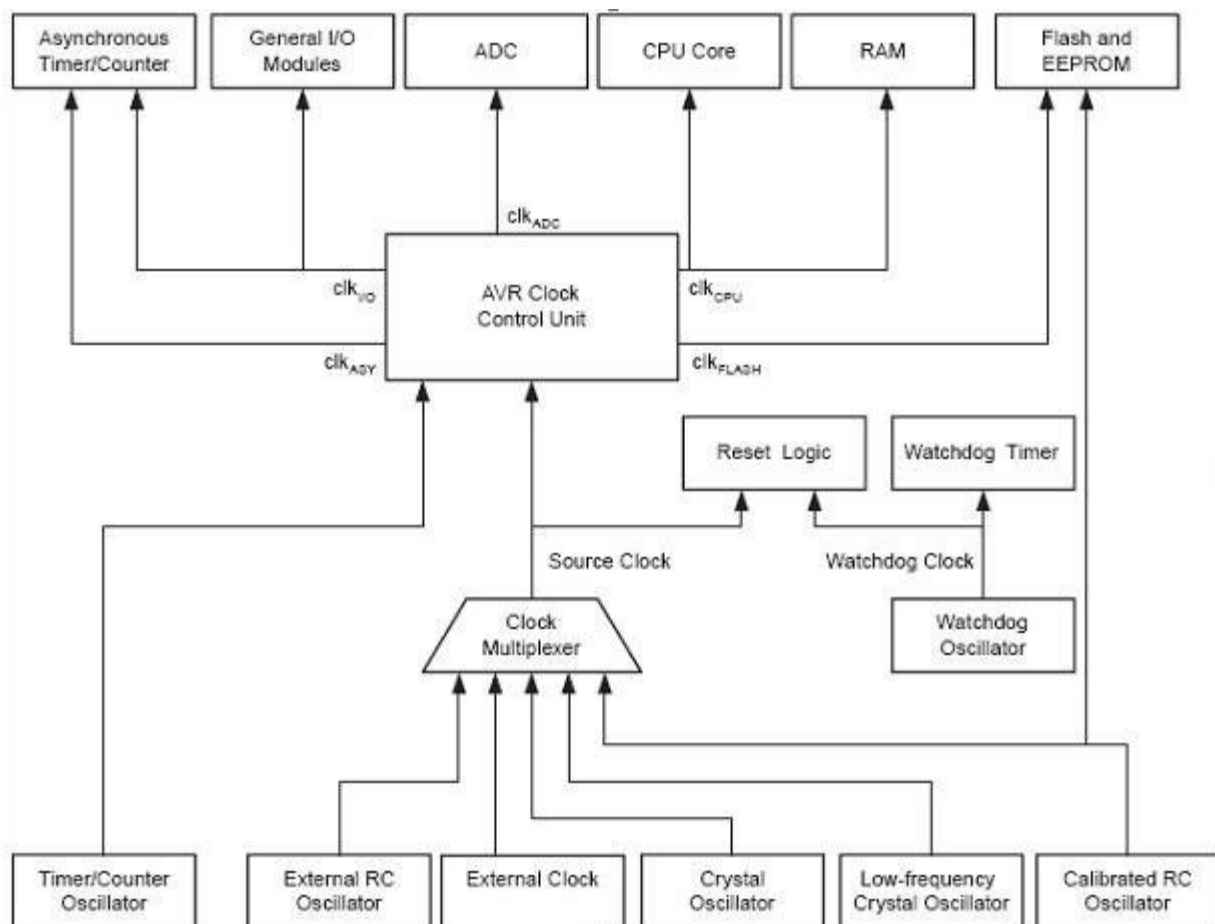 Asynchronous
Timer/Counter
General I/O
Modules
ADC
CPU Core
RAM
Flash and
EEPROM
clkADC
clkI/O
AVR Clock
Control Unit
clkCPU
clkASY
clkFLASH
Reset Logic
Watchdog Timer
Source Clock
Watchdog Clock
Clock
Multiplexer
Watchdog
Oscillator
Timer/Counter
Oscillator
External RC
Oscillator
External Clock
Crystal
Oscillator
Low-frequency
Crystal Oscillator
Calibrated RC
Oscillator